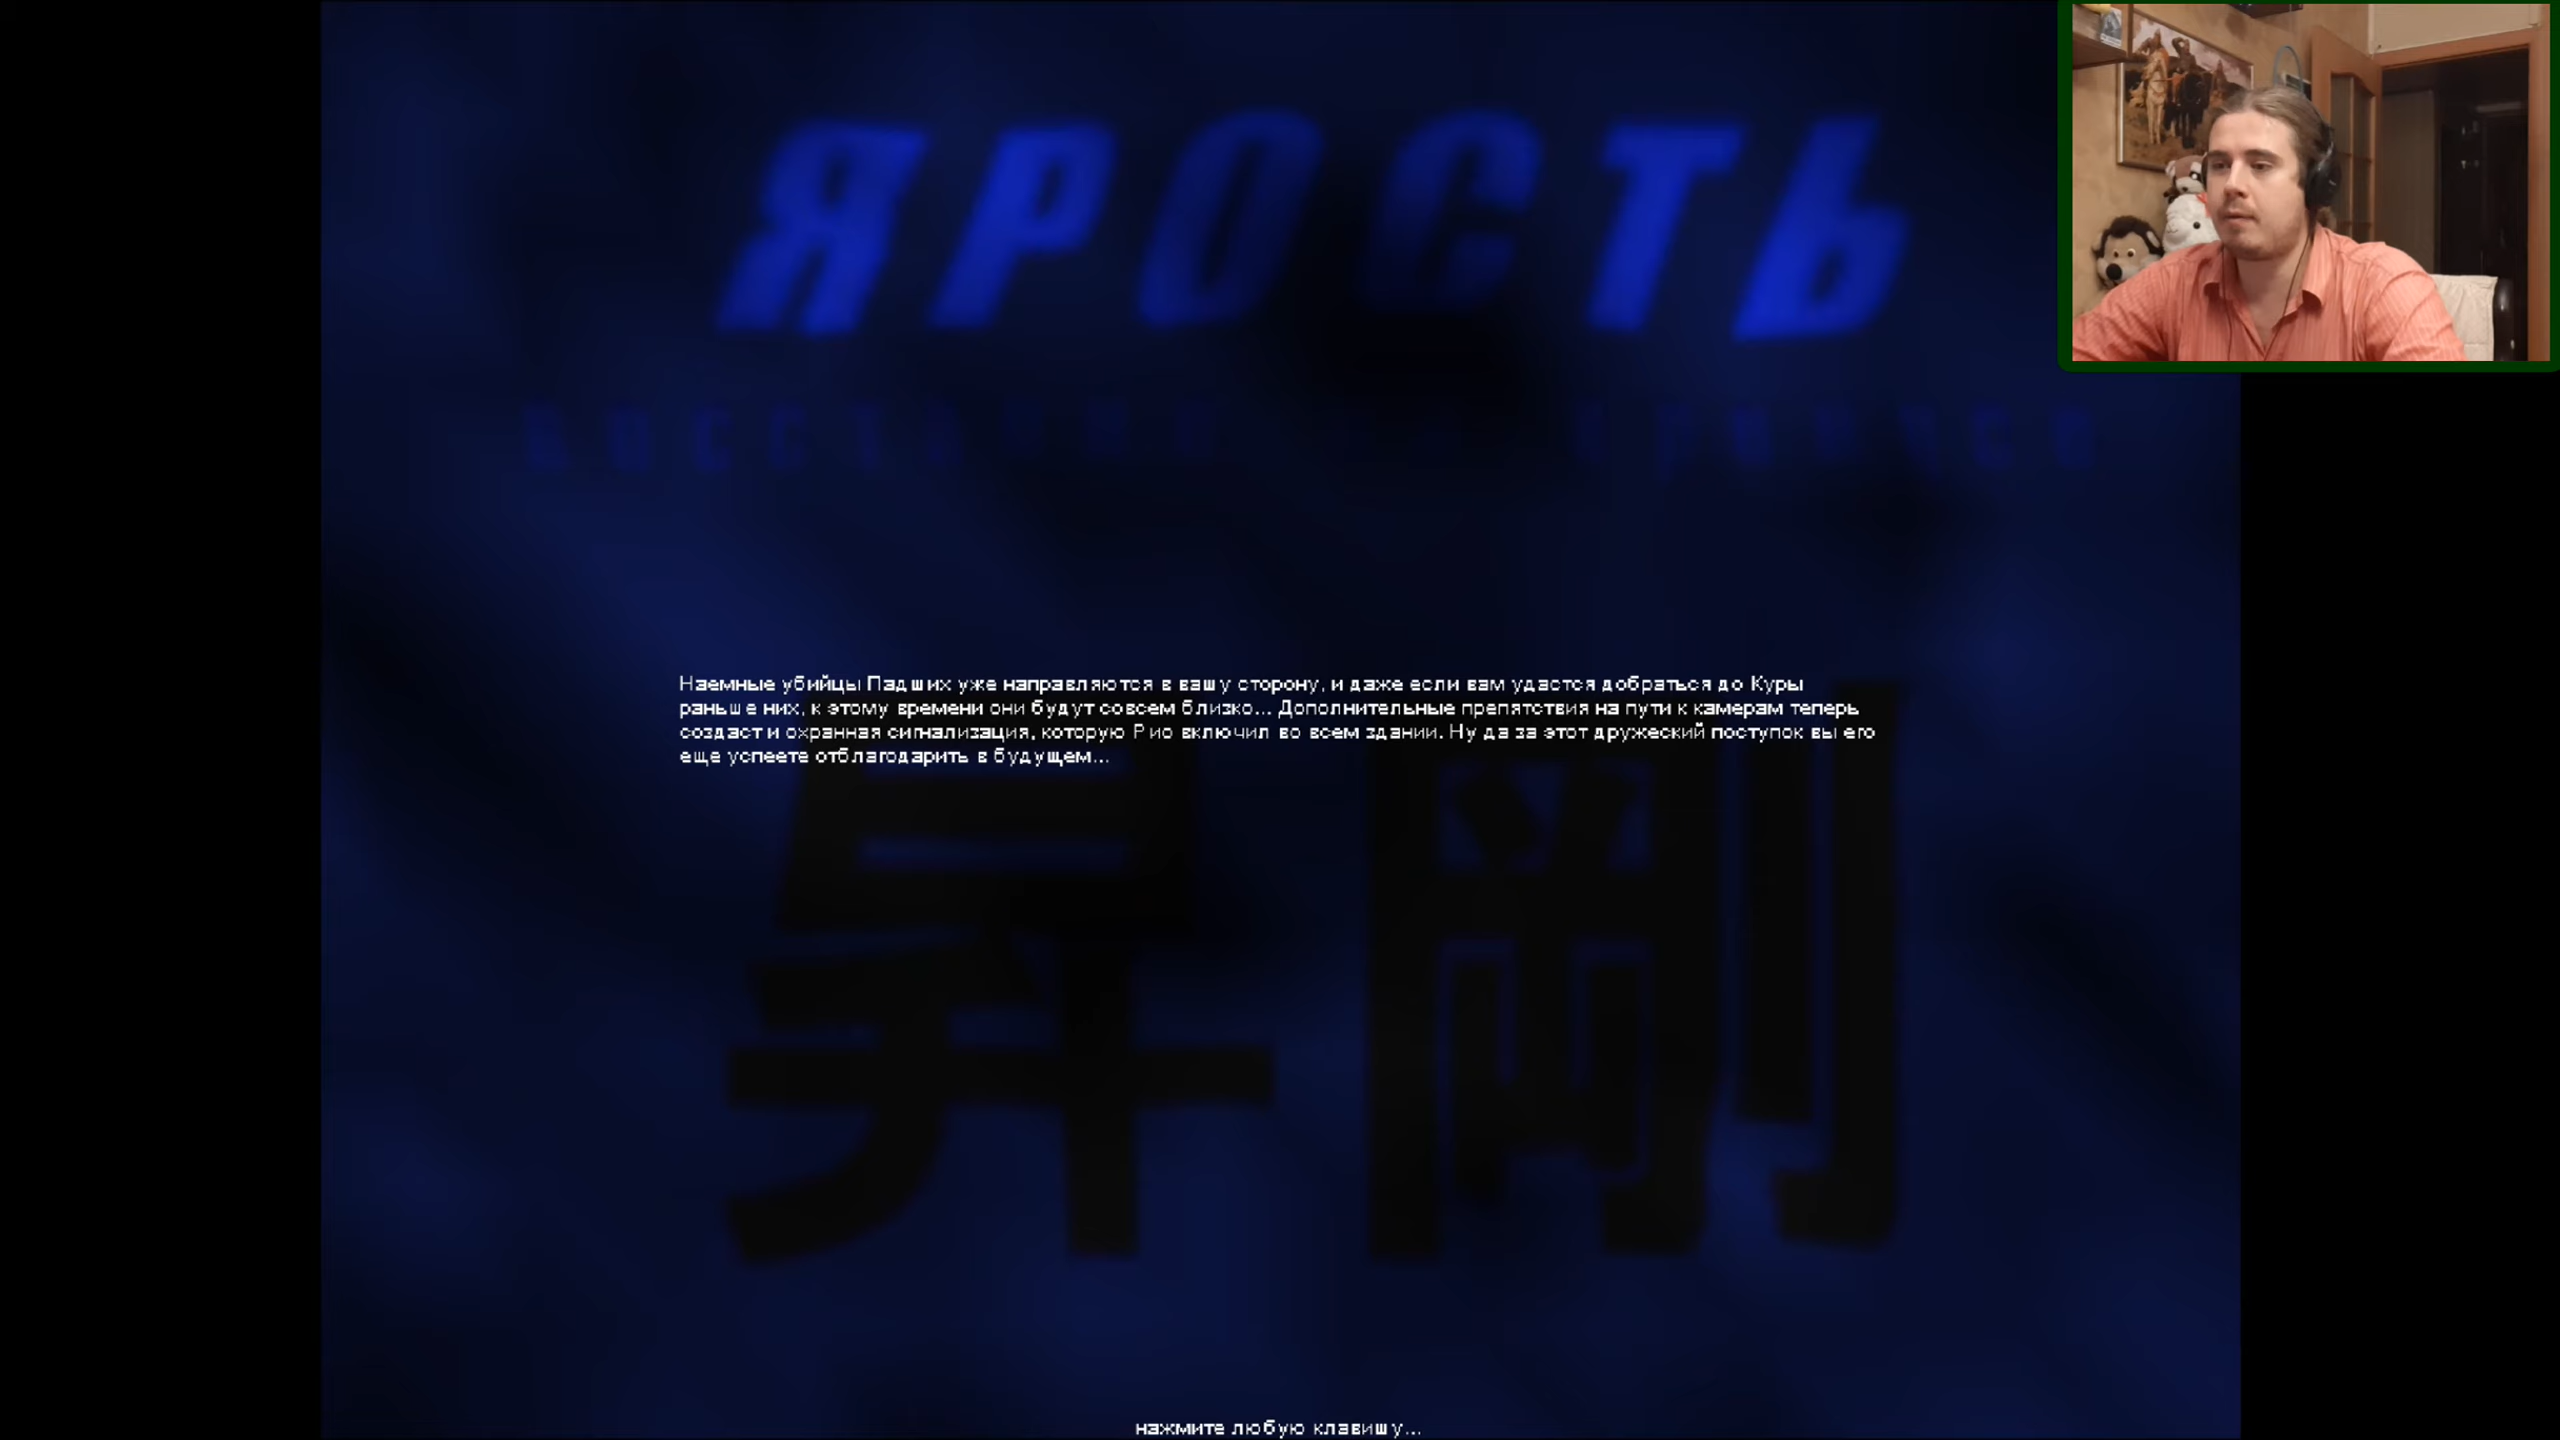 ЯРОСТЬ
Наемные убийцы Падших уже направляются в вашу сторону, и даже если вам удастся добраться до Куры
раньше них, к этому времени они будут совсем близко... Дополнительные препятствия на пути к камерам теперь
создаст и охранная сигнализация, которую Рио включил во всем здании. Ну да за этот дружеский поступок вы его
еще успеете отблагодарить в будущем...
нажмите любую клавишу...